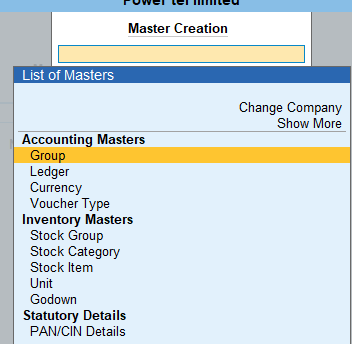 Power tel limited
Master Creation
List of Masters
Change Company
Show More
Accounting Masters
Group
Ledger
Currency
Voucher Type
Inventory Masters
Stock Group
Stock Category
Stock Item
Unit
Godown
Statutory Details
PAN/CIN Details